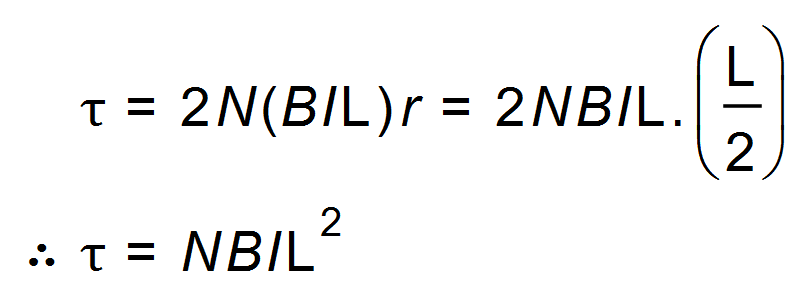 τ = 2N(BIL)r = 2NBIL.(L/2)
∴ τ = NBIL²